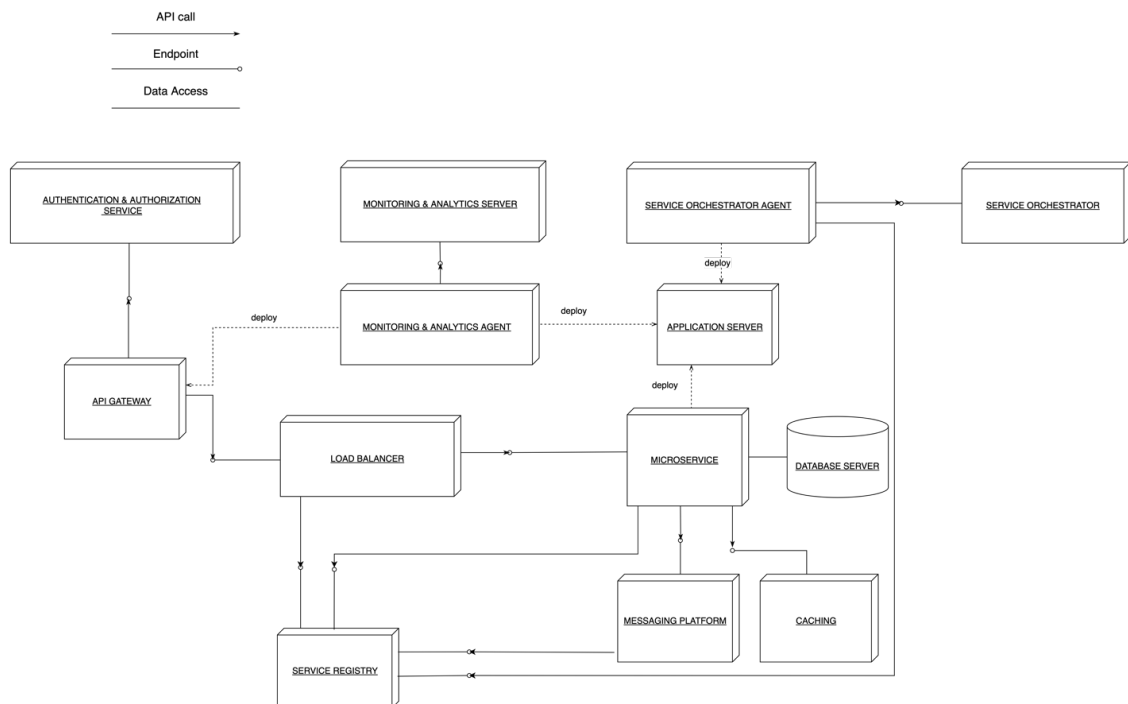 API call
Endpoint
Data Access
AUTHENTICATION & AUTHORIZATION
SERVICE
MONITORING & ANALYTICS SERVER
SERVICE ORCHESTRATOR AGENT
SERVICE ORCHESTRATOR
deploy
deploy
deploy
MONITORING & ANALYTICS AGENT
APPLICATION SERVER
deploy
API GATEWAY
LOAD BALANCER
MICROSERVICE
DATABASE SERVER
MESSAGING PLATFORM
CACHING
SERVICE REGISTRY